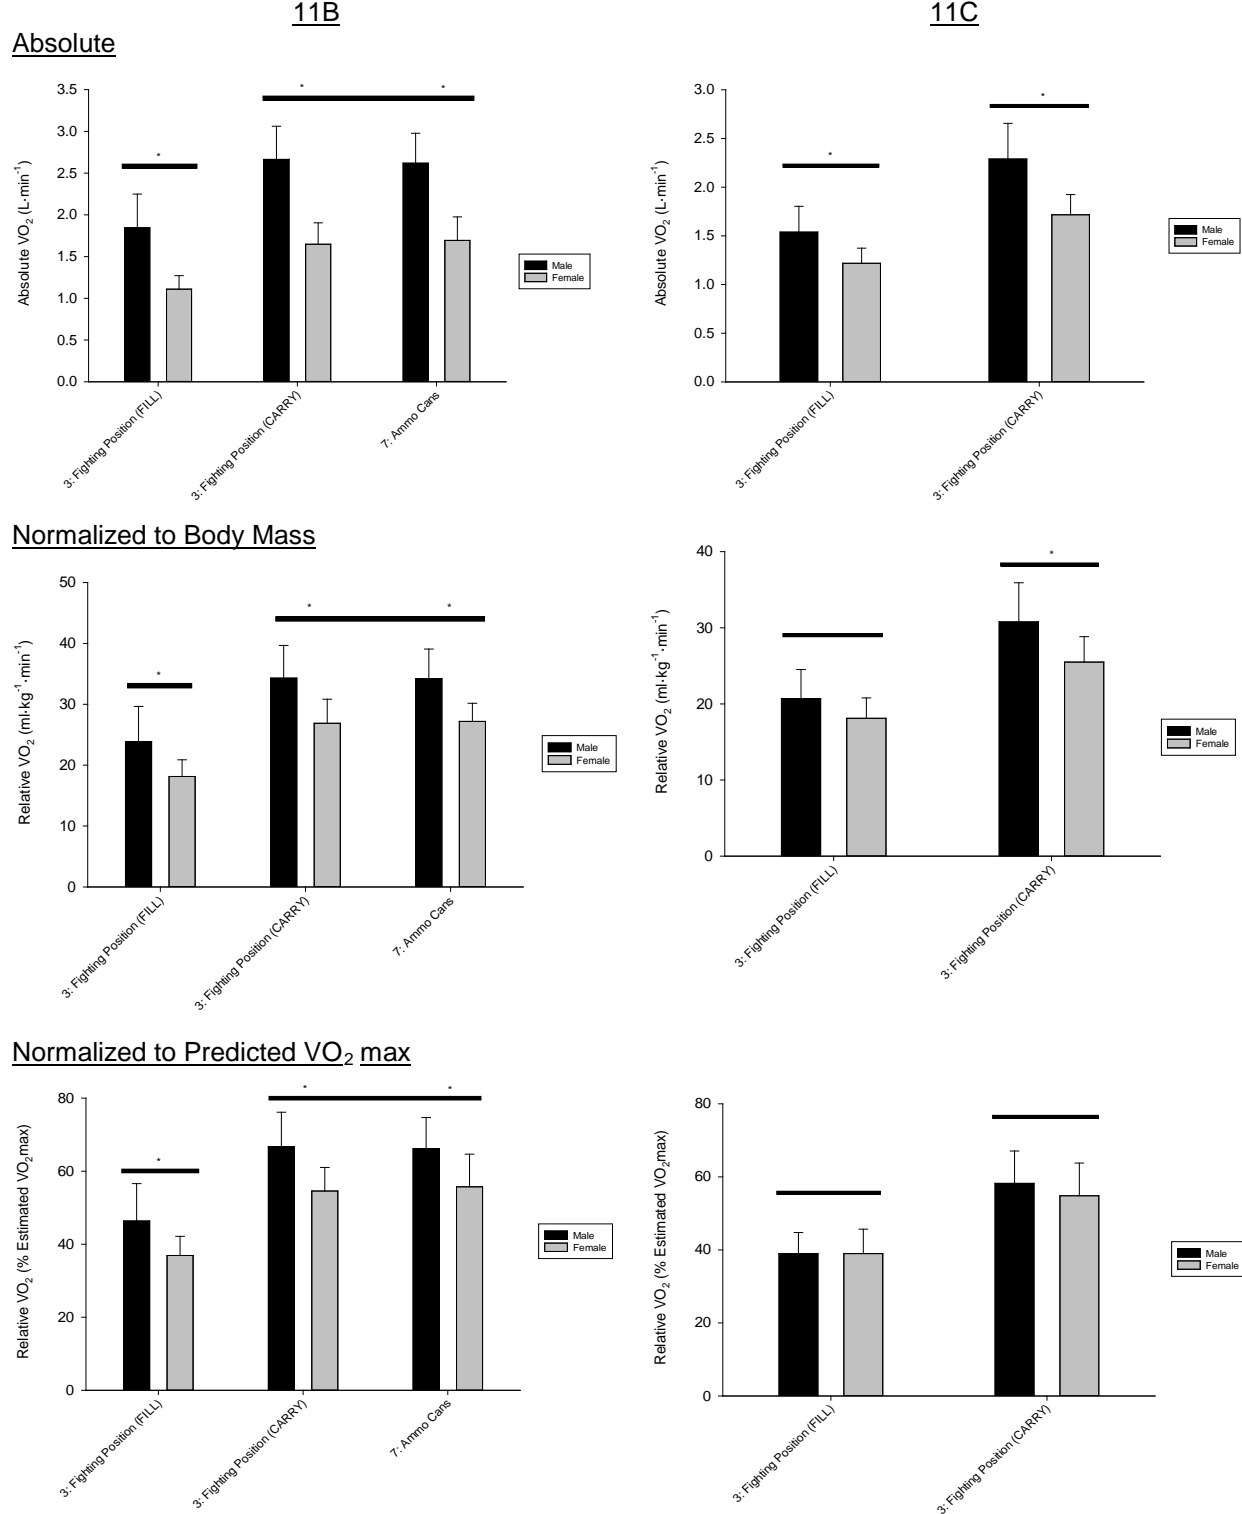 11B
11C
Absolute
3.5
3.0
2.5
2.0
1.5
1.0
0.5
0.0
Absolute VO₂ (L·min⁻¹)
*
*
*
Male
Female
3: Fighting Position (FILL)
3: Fighting Position (CARRY)
7: Ammo Cans
3.0
2.5
2.0
1.5
1.0
0.5
0.0
Absolute VO₂ (L·min⁻¹)
*
*
Male
Female
3: Fighting Position (FILL)
3: Fighting Position (CARRY)
Normalized to Body Mass
50
40
30
20
10
0
Relative VO₂ (ml·kg⁻¹·min⁻¹)
*
*
*
Male
Female
3: Fighting Position (FILL)
3: Fighting Position (CARRY)
7: Ammo Cans
40
30
20
10
0
Relative VO₂ (ml·kg⁻¹·min⁻¹)
*
Male
Female
3: Fighting Position (FILL)
3: Fighting Position (CARRY)
Normalized to Predicted VO₂ max
80
60
40
20
0
Relative VO₂ (% Estimated VO₂max)
*
*
*
Male
Female
3: Fighting Position (FILL)
3: Fighting Position (CARRY)
7: Ammo Cans
80
60
40
20
0
Relative VO₂ (% Estimated VO₂max)
Male
Female
3: Fighting Position (FILL)
3: Fighting Position (CARRY)